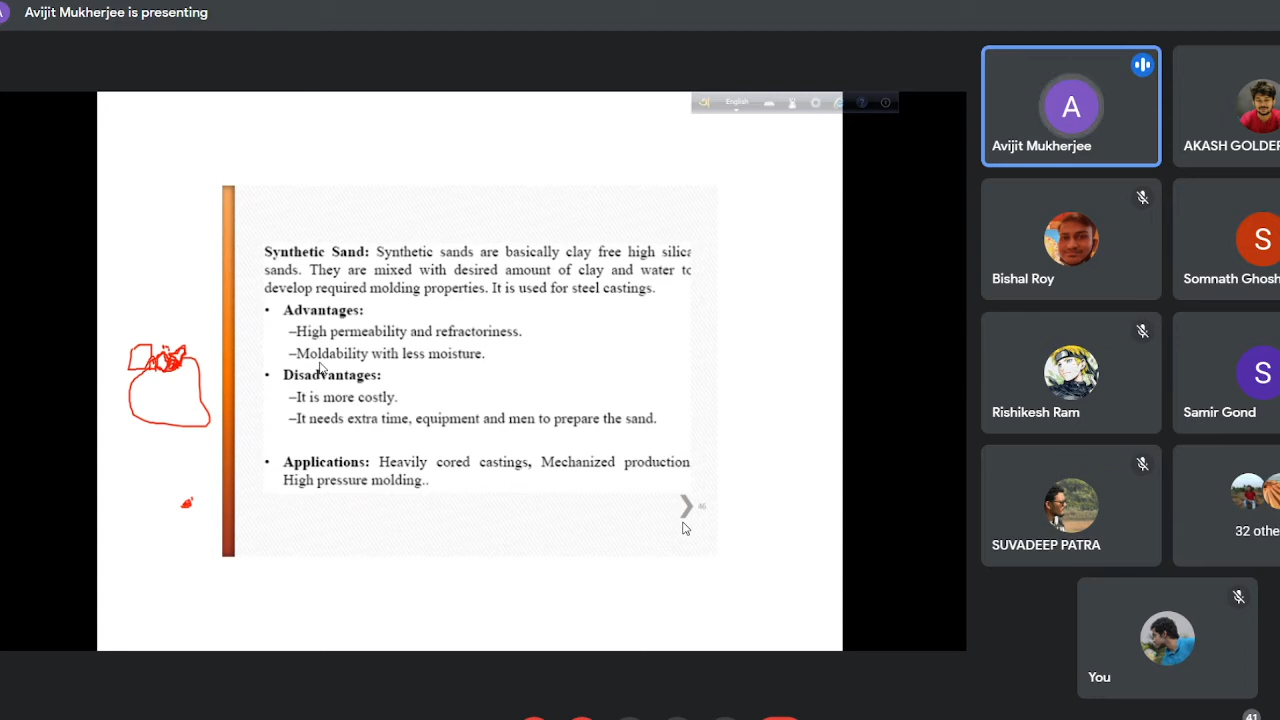 Avijit Mukherjee is presenting
English
Synthetic Sand: Synthetic sands are basically clay free high silica
sands. They are mixed with desired amount of clay and water to
develop required molding properties. It is used for steel castings.
• Advantages:
–High permeability and refractoriness.
–Moldability with less moisture.
• Disadvantages:
–It is more costly.
–It needs extra time, equipment and men to prepare the sand.
• Applications: Heavily cored castings, Mechanized production
High pressure molding..
46
A
Avijit Mukherjee
AKASH GOLDER
Bishal Roy
S
Somnath Ghosh
Rishikesh Ram
S
Samir Gond
SUVADEEP PATRA
32 othe
You
41